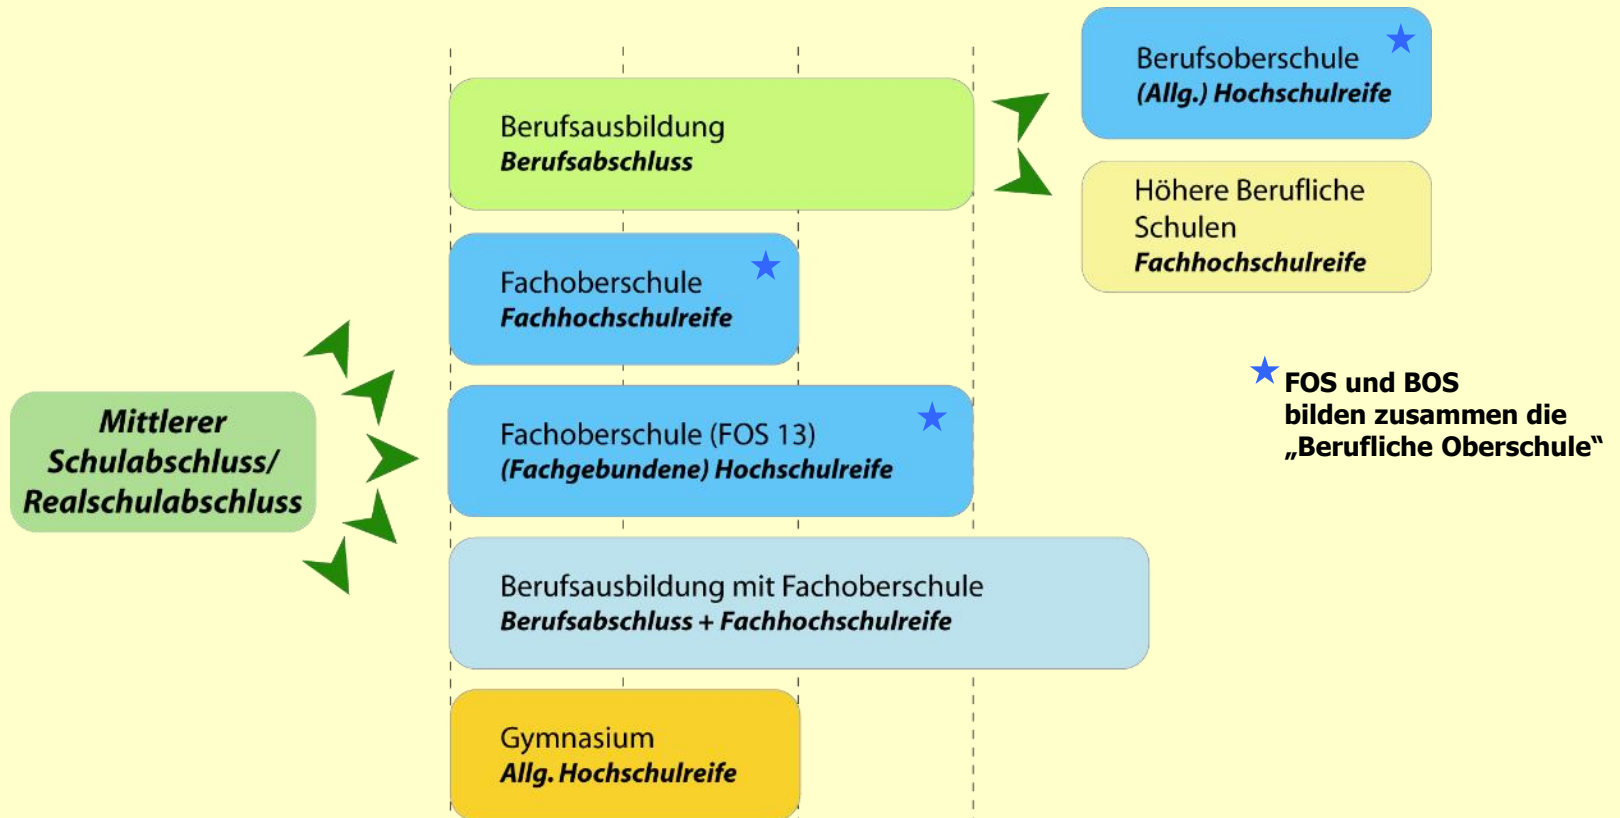 Berufsoberschule
(Allg.) Hochschulreife
Berufsausbildung
Berufsabschluss
Höhere Berufliche
Schulen
Fachhochschulreife
Fachoberschule
Fachhochschulreife
Mittlerer
Schulabschluss/
Realschulabschluss
Fachoberschule (FOS 13)
(Fachgebundene) Hochschulreife
FOS und BOS
bilden zusammen die
„Berufliche Oberschule“
Berufsausbildung mit Fachoberschule
Berufsabschluss + Fachhochschulreife
Gymnasium
Allg. Hochschulreife